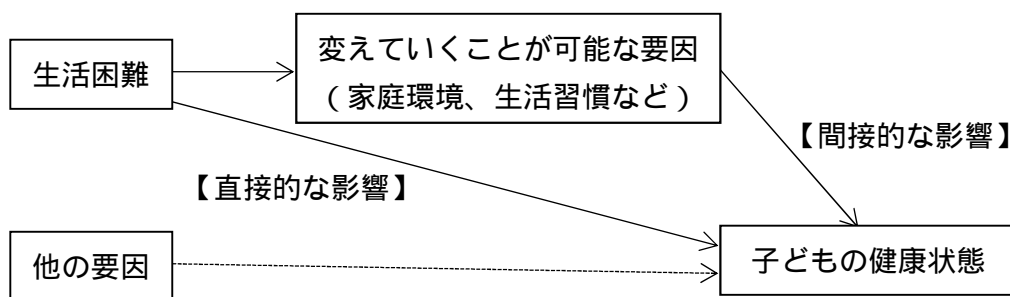 生活困難
変えていくことが可能な要因
（家庭環境、生活習慣など）
【間接的な影響】
【直接的な影響】
他の要因
子どもの健康状態